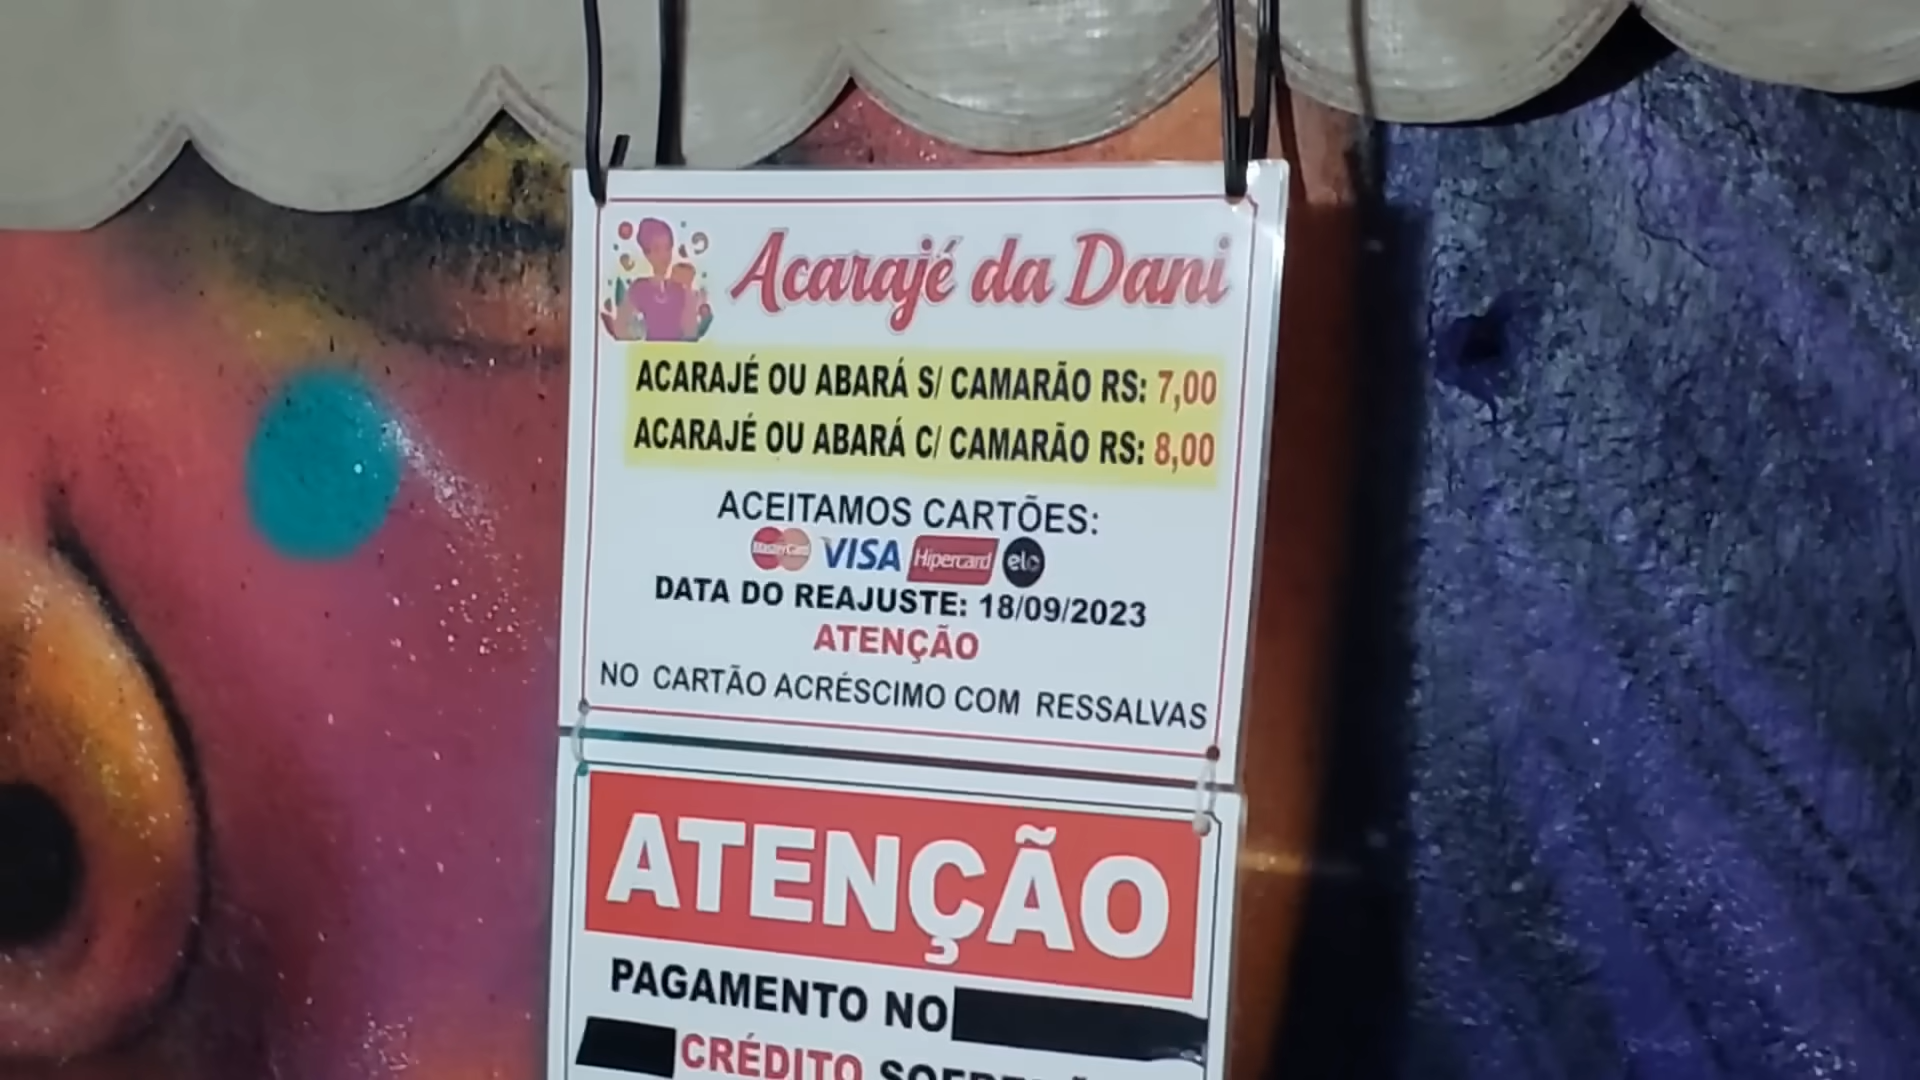 Acarajé da Dani
ACARAJÉ OU ABARÁ S/ CAMARÃO RS: 7,00
ACARAJÉ OU ABARÁ C/ CAMARÃO RS: 8,00
ACEITAMOS CARTÕES:
MasterCard VISA Hipercard elo
DATA DO REAJUSTE: 18/09/2023
ATENÇÃO
NO CARTÃO ACRÉSCIMO COM RESSALVAS
ATENÇÃO
PAGAMENTO NO
CRÉDITO